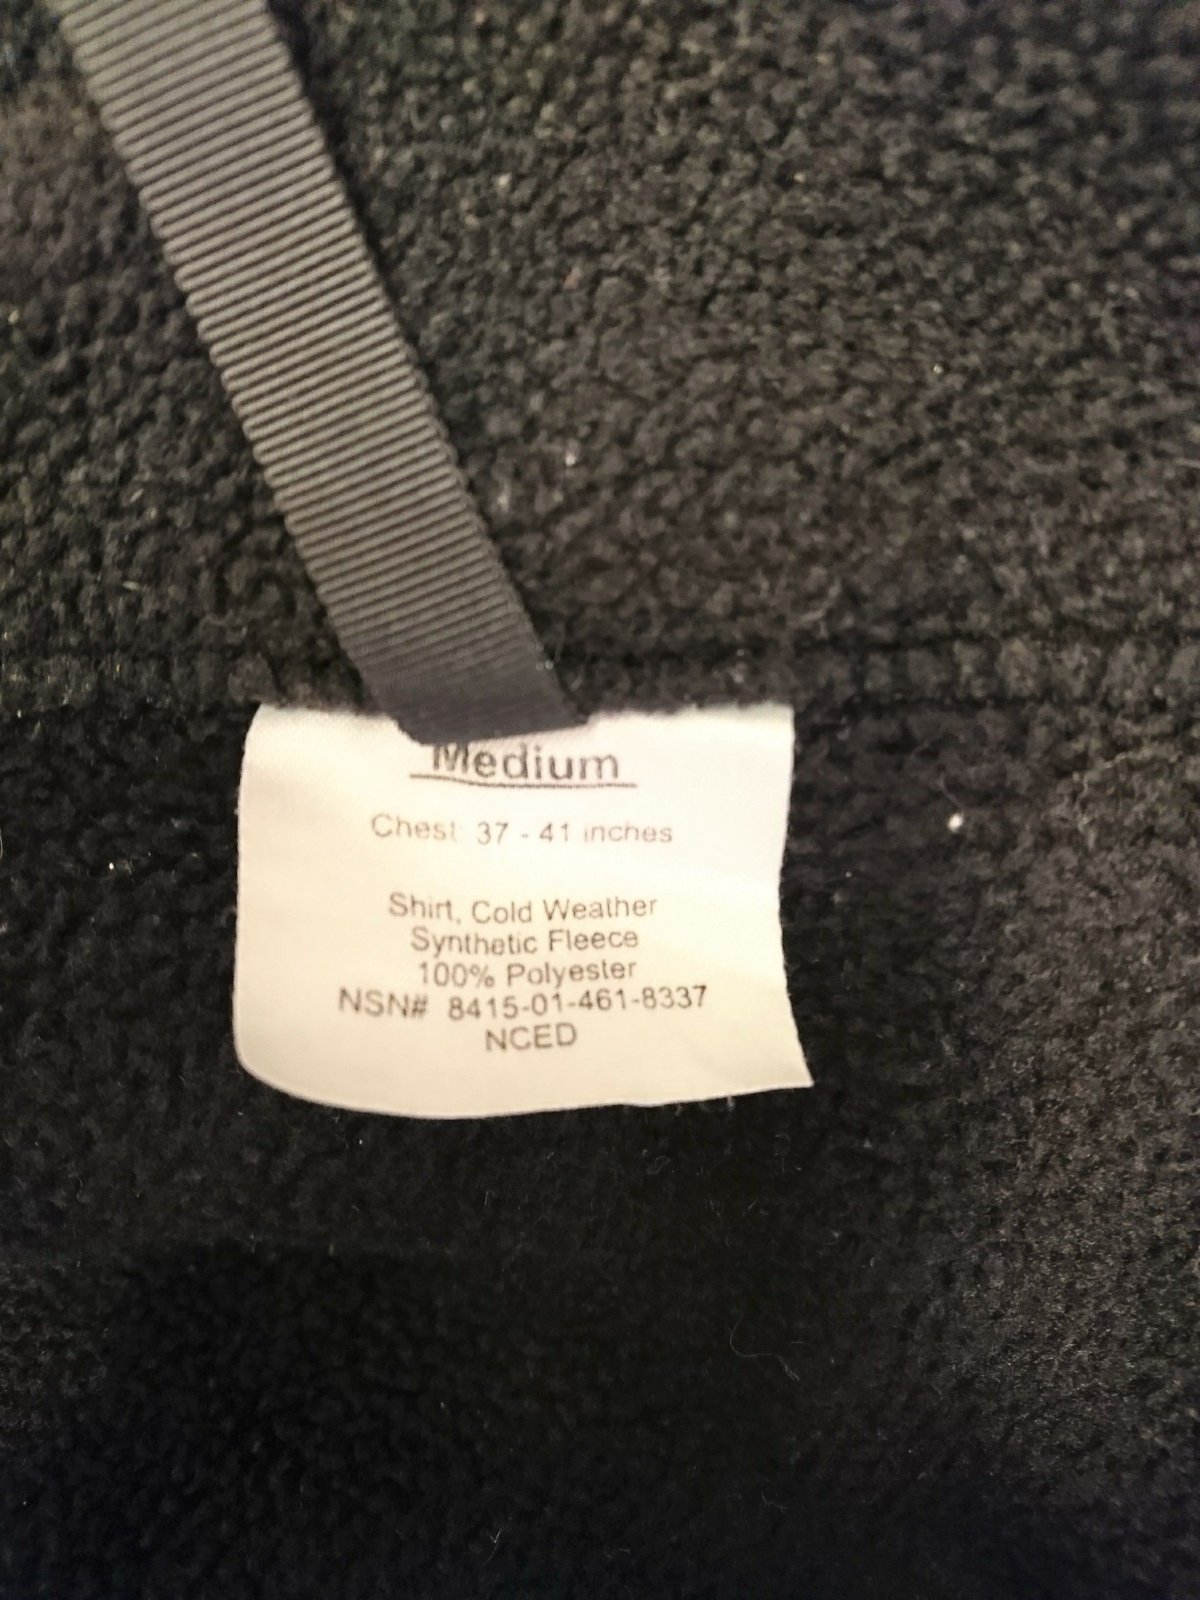 Medium
Chest: 37 - 41 inches
Shirt, Cold Weather
Synthetic Fleece
100% Polyester
NSN# 8415-01-461-8337
NCED